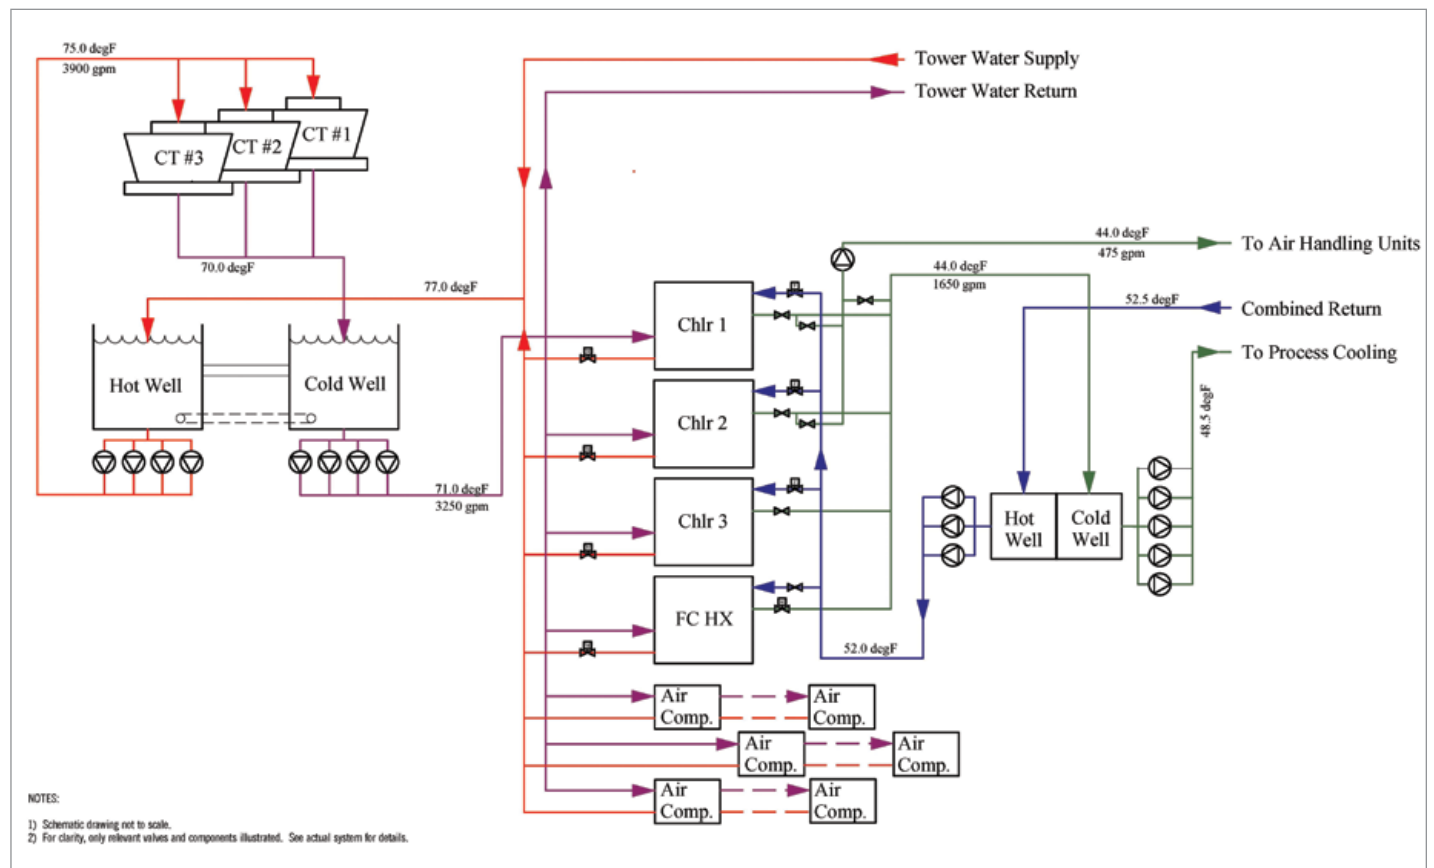 75.0 degF
3900 gpm
Tower Water Supply
Tower Water Return
CT #1
CT #2
CT #3
70.0 degF
77.0 degF
44.0 degF
475 gpm
To Air Handling Units
44.0 degF
1650 gpm
52.5 degF
Combined Return
To Process Cooling
48.5 degF
Hot Well
Cold Well
71.0 degF
3250 gpm
Chlr 1
Chlr 2
Chlr 3
FC HX
Hot
Well
Cold
Well
52.0 degF
Air
Comp.
Air
Comp.
Air
Comp.
Air
Comp.
Air
Comp.
Air
Comp.
NOTES:
1) Schematic drawing not to scale.
2) For clarity, only relevant valves and components illustrated. See actual system for details.